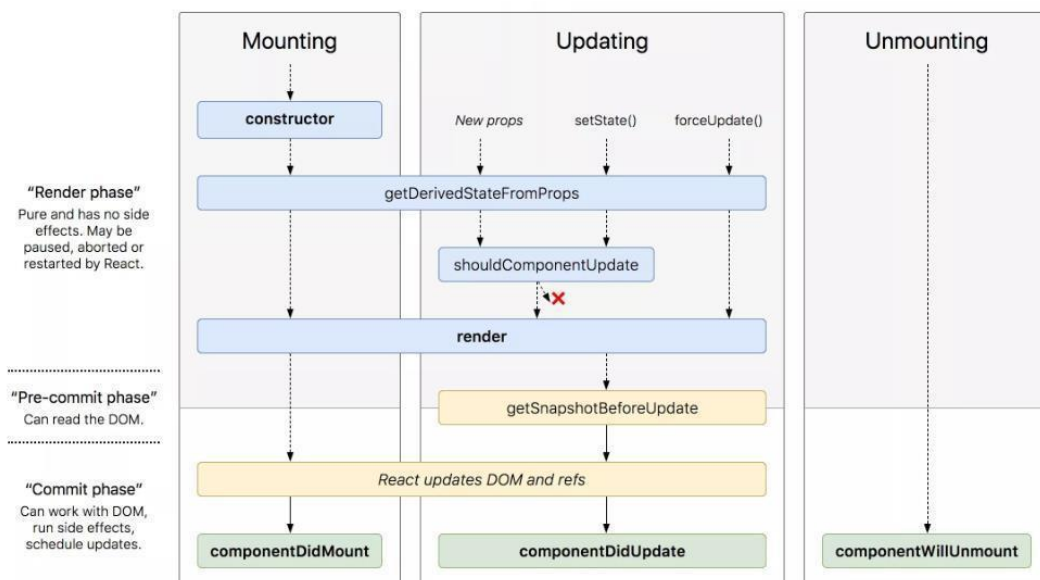 Mounting
Updating
Unmounting
constructor
New props
setState()
forceUpdate()
“Render phase”
Pure and has no side
effects. May be
paused, aborted or
restarted by React.
getDerivedStateFromProps
shouldComponentUpdate
render
“Pre-commit phase”
Can read the DOM.
getSnapshotBeforeUpdate
“Commit phase”
Can work with DOM,
run side effects,
schedule updates.
React updates DOM and refs
componentDidMount
componentDidUpdate
componentWillUnmount